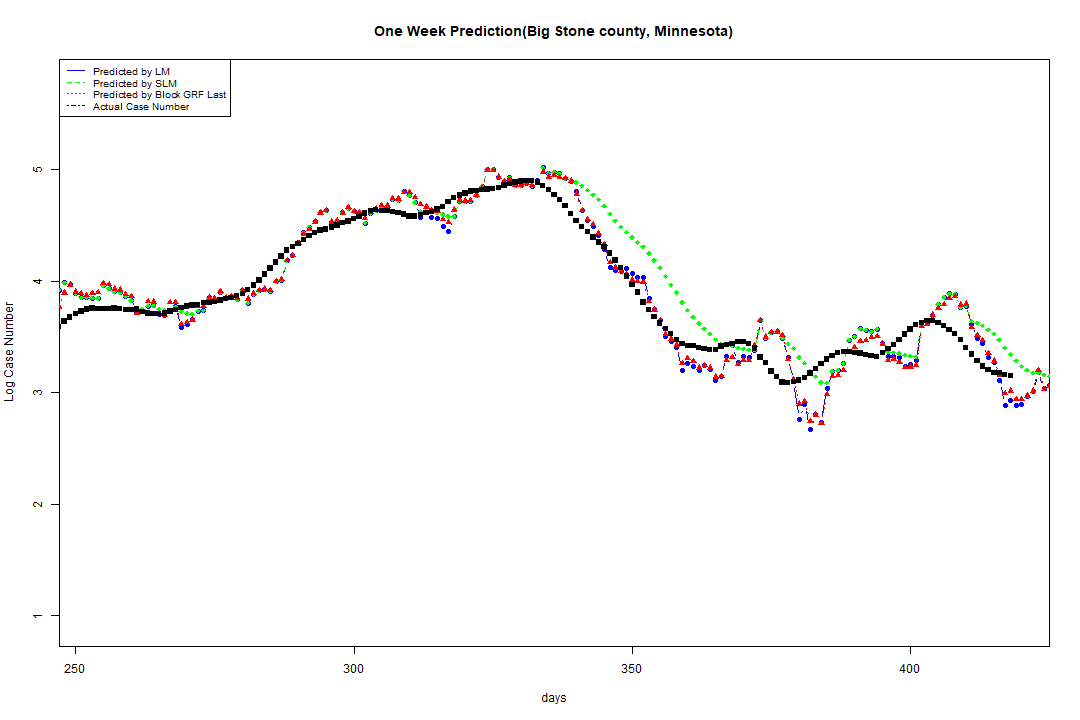 One Week Prediction(Big Stone county, Minnesota)
Predicted by LM
Predicted by SLM
Predicted by Block GRF Last
Actual Case Number
5
4
3
2
1
Log Case Number
250 300 350 400
days